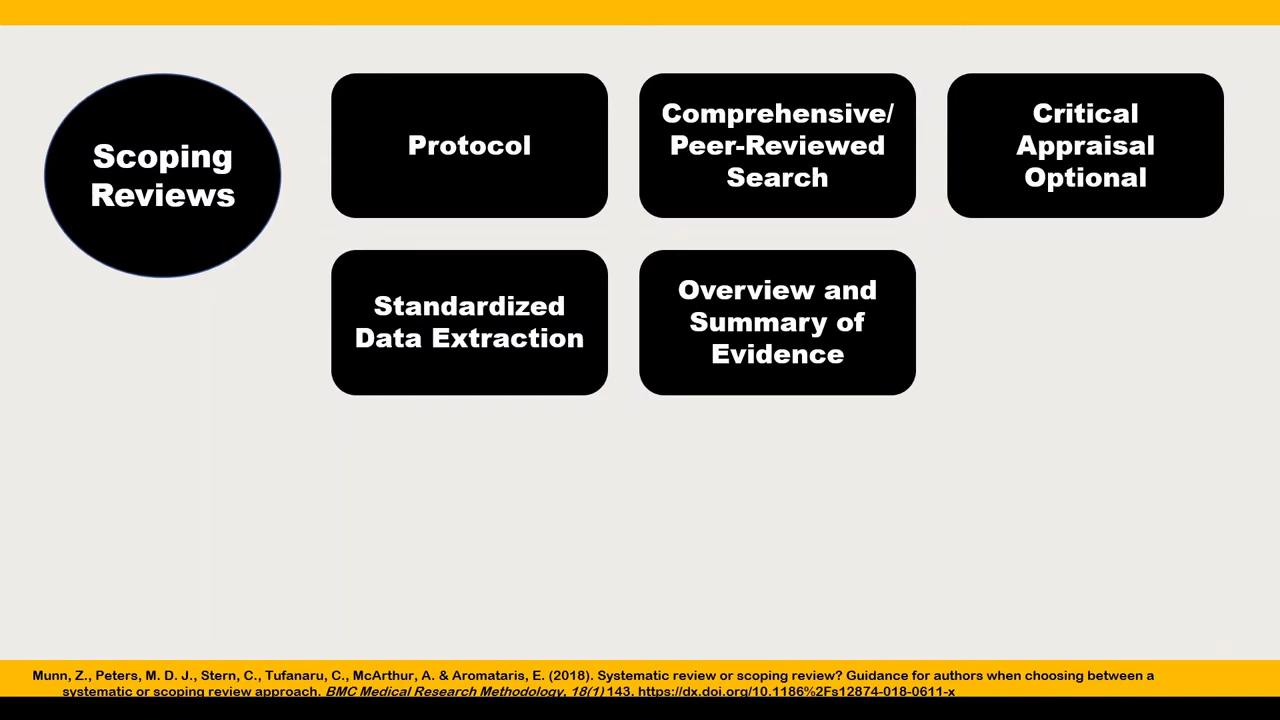 Scoping
Reviews
Protocol
Comprehensive/
Peer-Reviewed
Search
Critical
Appraisal
Optional
Standardized
Data Extraction
Overview and
Summary of
Evidence
Munn, Z., Peters, M. D. J., Stern, C., Tufanaru, C., McArthur, A. & Aromataris, E. (2018). Systematic review or scoping review? Guidance for authors when choosing between a
systematic or scoping review approach. BMC Medical Research Methodology, 18(1) 143. https://dx.doi.org/10.1186%2Fs12874-018-0611-x